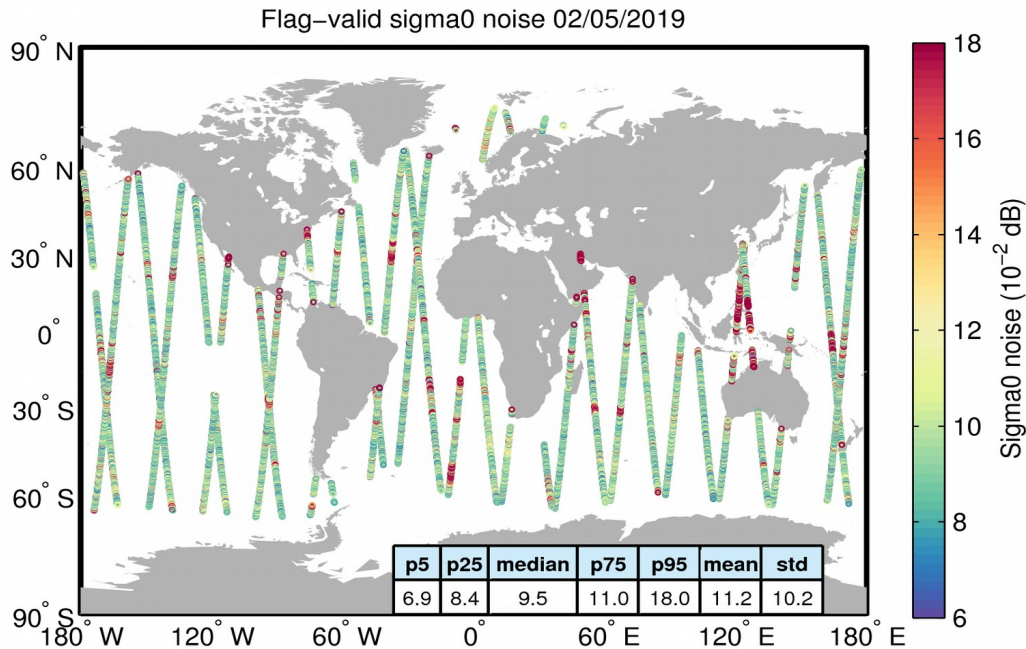 Flag-valid sigma0 noise 02/05/2019
90° N
60° N
30° N
0°
30° S
60° S
90° S
180° W
120° W
60° W
0°
60° E
120° E
180° E
p5 p25 median p75 p95 mean std
6.9 8.4 9.5 11.0 18.0 11.2 10.2
18
16
14
12
10
8
6
Sigma0 noise (10⁻² dB)